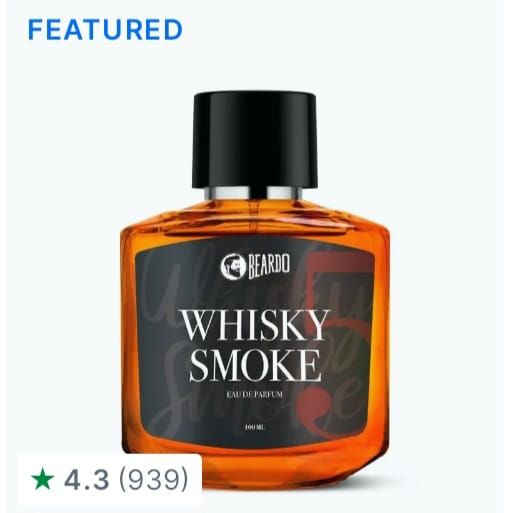 FEATURED
BEARDO
WHISKY
SMOKE
EAU DE PARFUM
100 ML
★ 4.3 (939)